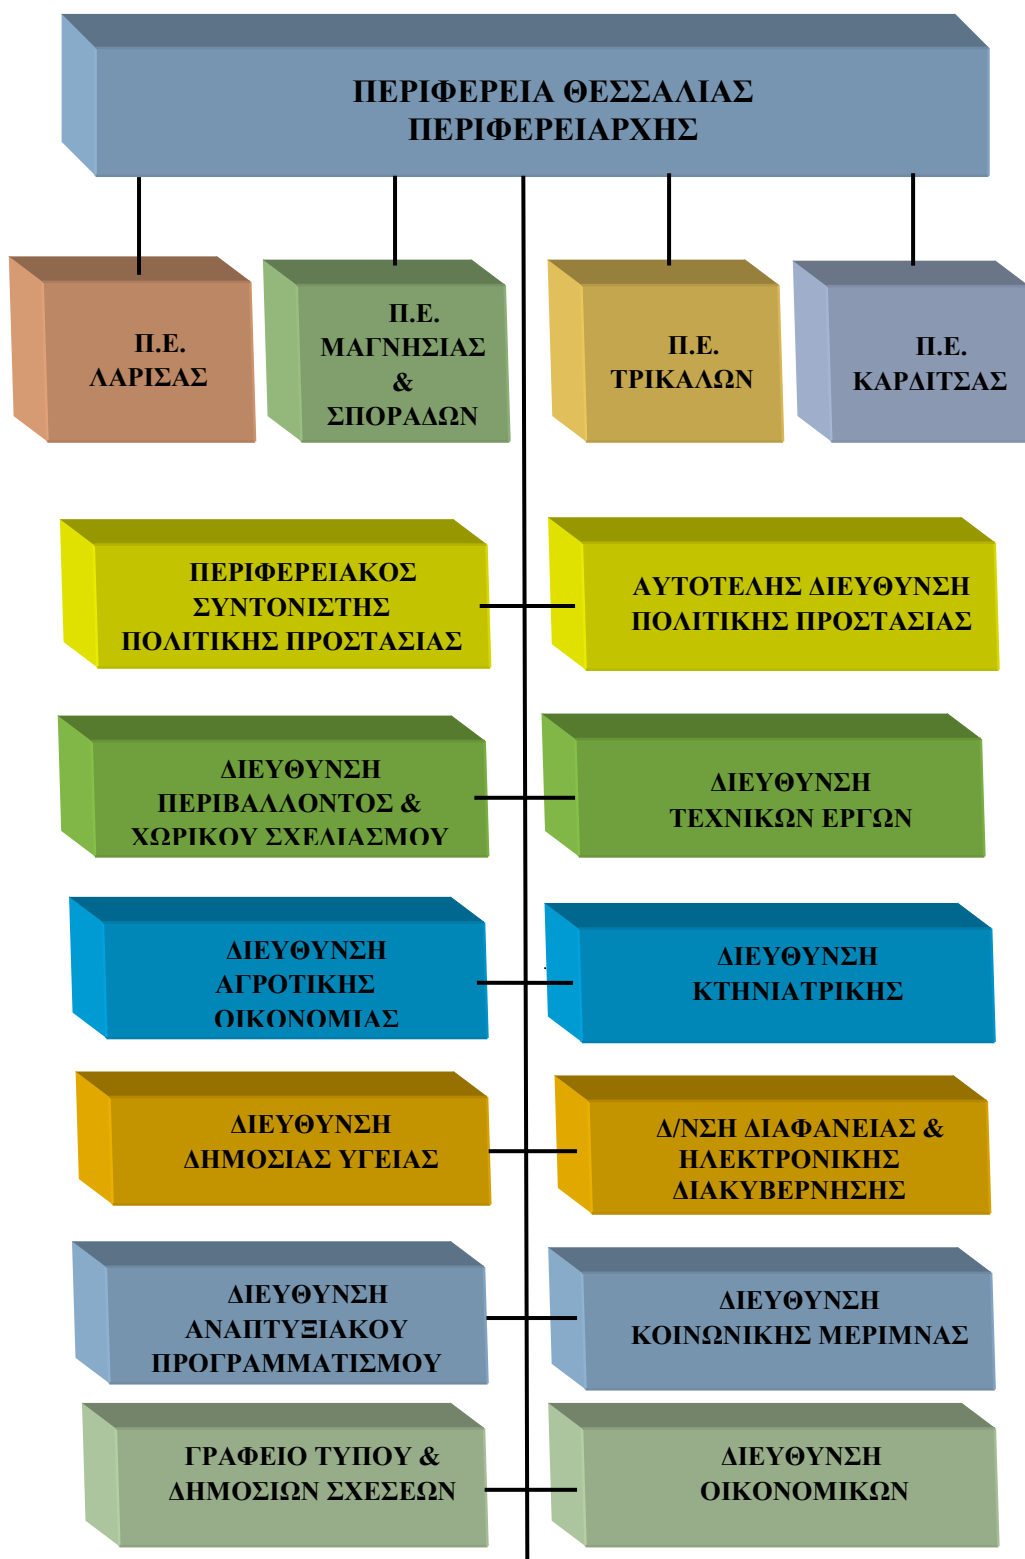 ΠΕΡΙΦΕΡΕΙΑ ΘΕΣΣΑΛΙΑΣ
ΠΕΡΙΦΕΡΕΙΑΡΧΗΣ
Π.Ε.
ΛΑΡΙΣΑΣ
Π.Ε.
ΜΑΓΝΗΣΙΑΣ
&
ΣΠΟΡΑΔΩΝ
Π.Ε.
ΤΡΙΚΑΛΩΝ
Π.Ε.
ΚΑΡΔΙΤΣΑΣ
ΠΕΡΙΦΕΡΕΙΑΚΟΣ
ΣΥΝΤΟΝΙΣΤΗΣ
ΠΟΛΙΤΙΚΗΣ ΠΡΟΣΤΑΣΙΑΣ
ΑΥΤΟΤΕΛΗΣ ΔΙΕΥΘΥΝΣΗ
ΠΟΛΙΤΙΚΗΣ ΠΡΟΣΤΑΣΙΑΣ
ΔΙΕΥΘΥΝΣΗ
ΠΕΡΙΒΑΛΛΟΝΤΟΣ &
ΧΩΡΙΚΟΥ ΣΧΕΔΙΑΣΜΟΥ
ΔΙΕΥΘΥΝΣΗ
ΤΕΧΝΙΚΩΝ ΕΡΓΩΝ
ΔΙΕΥΘΥΝΣΗ
ΑΓΡΟΤΙΚΗΣ
ΟΙΚΟΝΟΜΙΑΣ
ΔΙΕΥΘΥΝΣΗ
ΚΤΗΝΙΑΤΡΙΚΗΣ
ΔΙΕΥΘΥΝΣΗ
ΔΗΜΟΣΙΑΣ ΥΓΕΙΑΣ
Δ/ΝΣΗ ΔΙΑΦΑΝΕΙΑΣ &
ΗΛΕΚΤΡΟΝΙΚΗΣ
ΔΙΑΚΥΒΕΡΝΗΣΗΣ
ΔΙΕΥΘΥΝΣΗ
ΑΝΑΠΤΥΞΙΑΚΟΥ
ΠΡΟΓΡΑΜΜΑΤΙΣΜΟΥ
ΔΙΕΥΘΥΝΣΗ
ΚΟΙΝΩΝΙΚΗΣ ΜΕΡΙΜΝΑΣ
ΓΡΑΦΕΙΟ ΤΥΠΟΥ &
ΔΗΜΟΣΙΩΝ ΣΧΕΣΕΩΝ
ΔΙΕΥΘΥΝΣΗ
ΟΙΚΟΝΟΜΙΚΩΝ